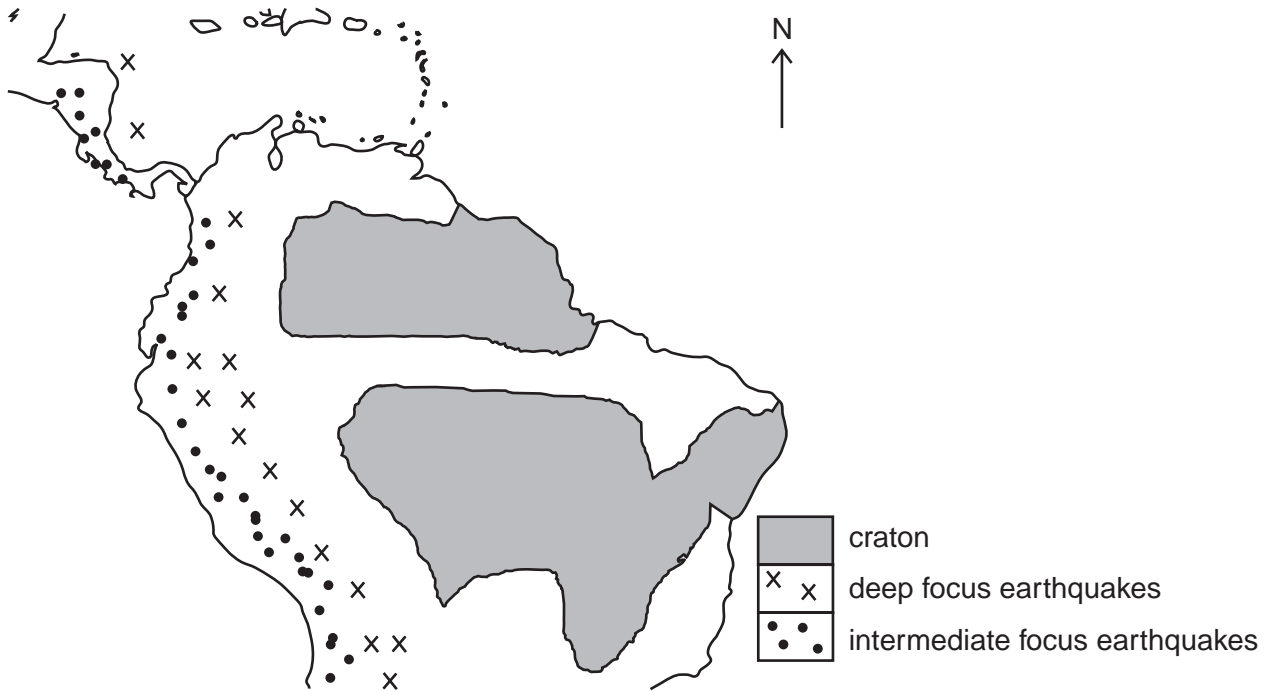 N
craton
deep focus earthquakes
intermediate focus earthquakes